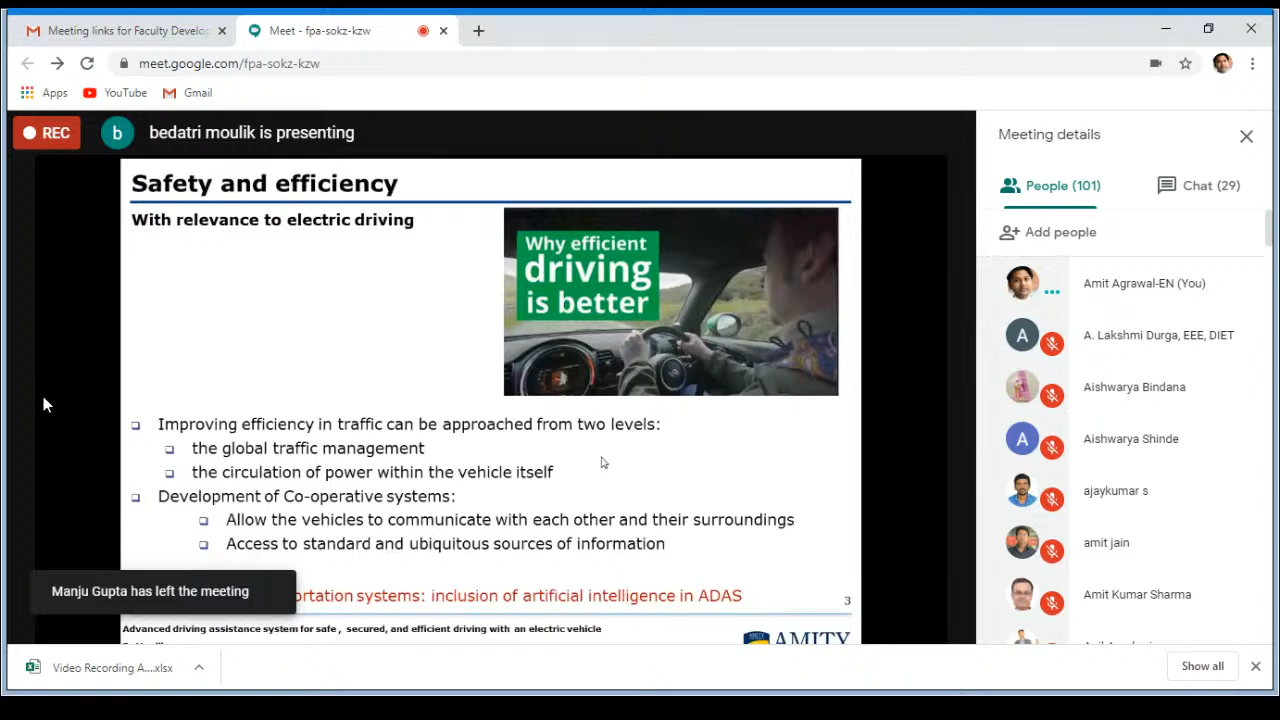 Meeting links for Faculty Develop
Meet - fpa-sokz-kzw
meet.google.com/fpa-sokz-kzw
Apps
YouTube
Gmail
REC
b
bedatri moulik is presenting
Safety and efficiency
With relevance to electric driving
Why efficient
driving
is better
Improving efficiency in traffic can be approached from two levels:
the global traffic management
the circulation of power within the vehicle itself
Development of Co-operative systems:
Allow the vehicles to communicate with each other and their surroundings
Access to standard and ubiquitous sources of information
Manju Gupta has left the meeting
ortation systems: inclusion of artificial intelligence in ADAS
3
Advanced driving assistance system for safe , secured, and efficient driving with an electric vehicle
AMITY
Meeting details
People (101)
Chat (29)
Add people
Amit Agrawal-EN (You)
A
A. Lakshmi Durga, EEE, DIET
Aishwarya Bindana
A
Aishwarya Shinde
ajaykumar s
amit jain
Amit Kumar Sharma
Video Recording A....xlsx
Show all